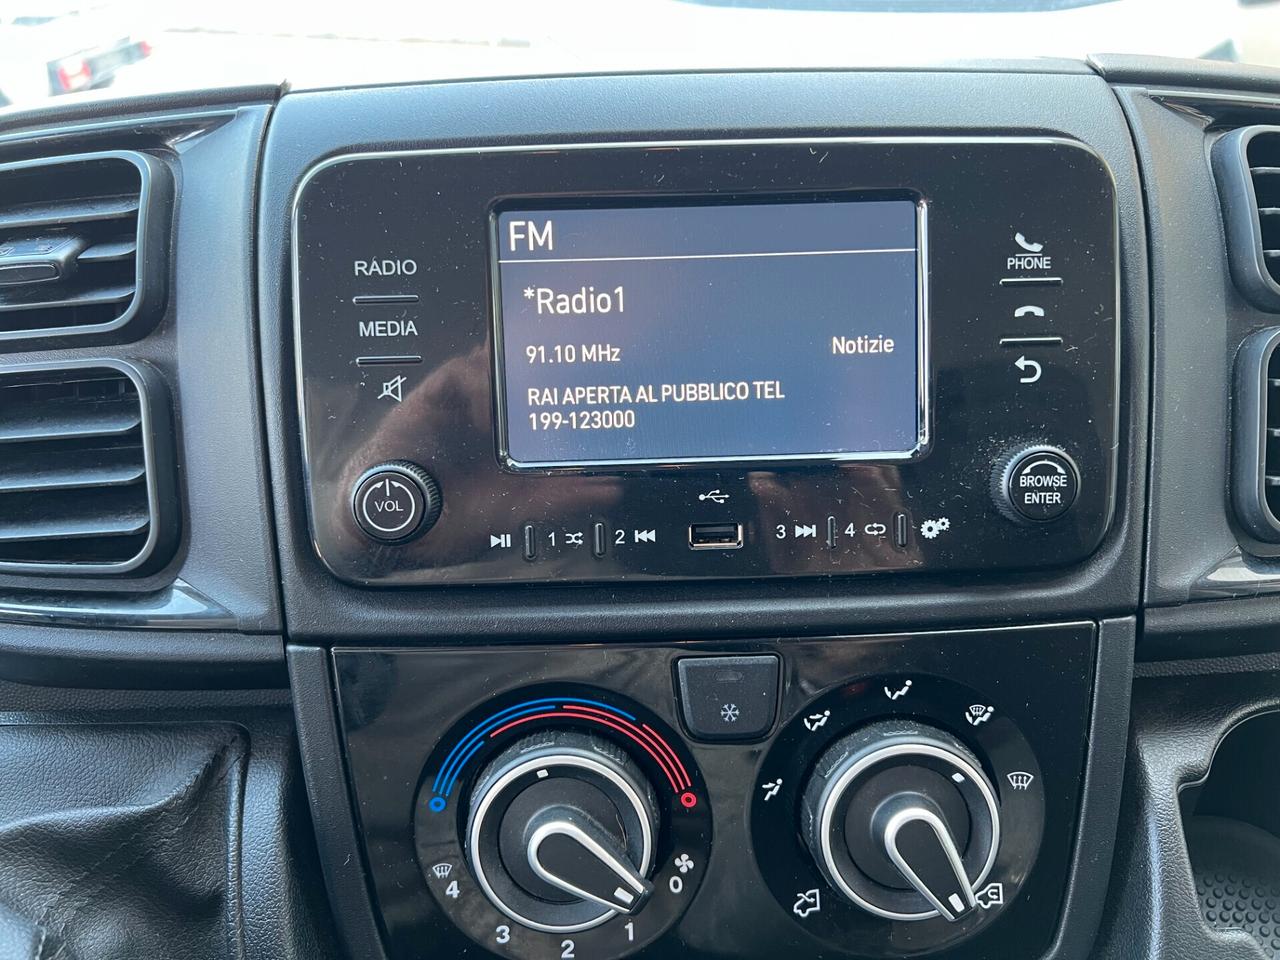 FM
*Radio1
91.10 MHz
Notizie
RAI APERTA AL PUBBLICO TEL
199-123000
RADIO
MEDIA
VOL
PHONE
BROWSE
ENTER
1
2
3
4
0
1
2
3
4